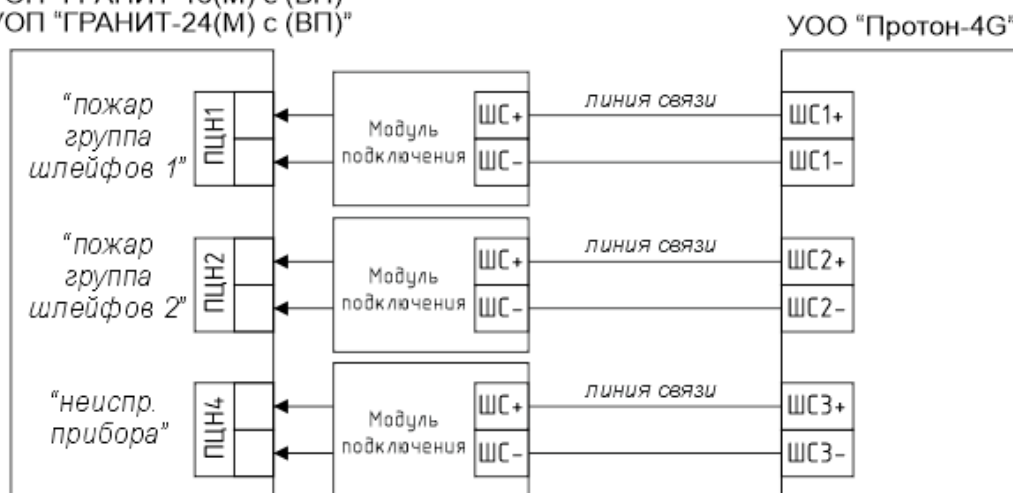 УОП “ГРАНИТ-24(М) с (ВП)”
УОО “Протон-4G”
“пожар
группа
шлейфов 1”
ПЦН1
Модуль
подключения
ШС+
ШС-
линия связи
ШС1+
ШС1-
“пожар
группа
шлейфов 2”
ПЦН2
Модуль
подключения
ШС+
ШС-
линия связи
ШС2+
ШС2-
“неиспр.
прибора”
ПЦН4
Модуль
подключения
ШС+
ШС-
линия связи
ШС3+
ШС3-